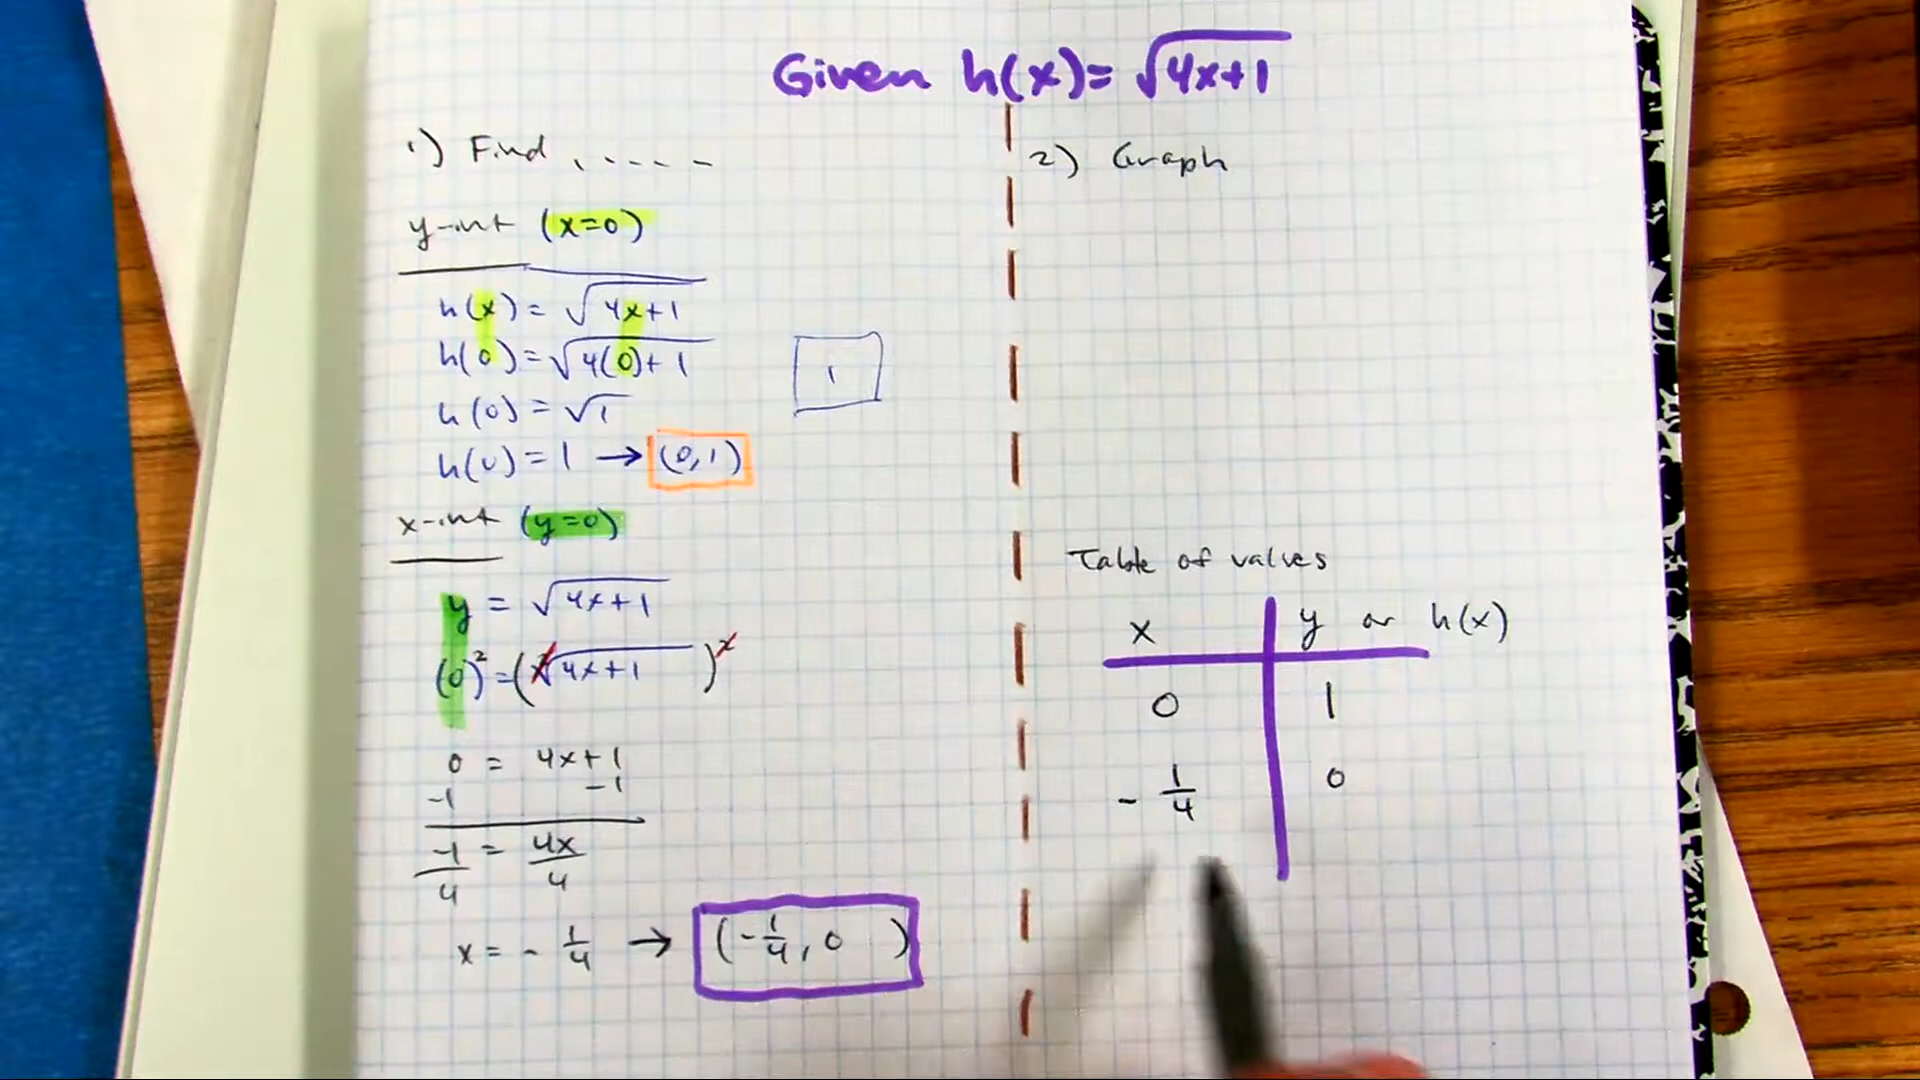 Given h(x)= √4x+1
1) Find . - - - -
y-int (x=0)
h(x) = √4x+1
h(0) = √4(0)+1
h(0) = √1
h(0) = 1 → (0,1)
1
x-int (y=0)
y = √4x+1
(0)² = (²√4x+1)²
0 = 4x+1
-1 -1
-1/4 = 4x/4
x = - 1/4 → (-1/4, 0 )
2) Graph
Table of values
x y or h(x)
0 1
- 1/4 0